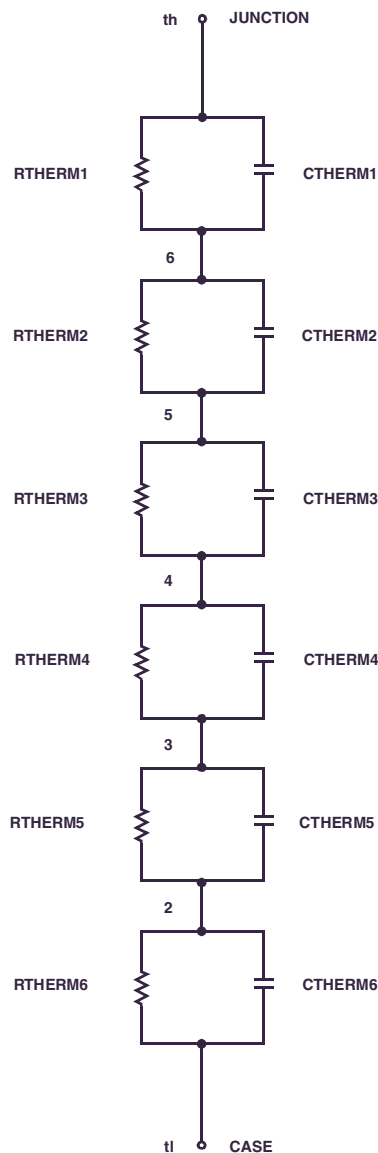 th JUNCTION
RTHERM1 CTHERM1
6
RTHERM2 CTHERM2
5
RTHERM3 CTHERM3
4
RTHERM4 CTHERM4
3
RTHERM5 CTHERM5
2
RTHERM6 CTHERM6
tl CASE